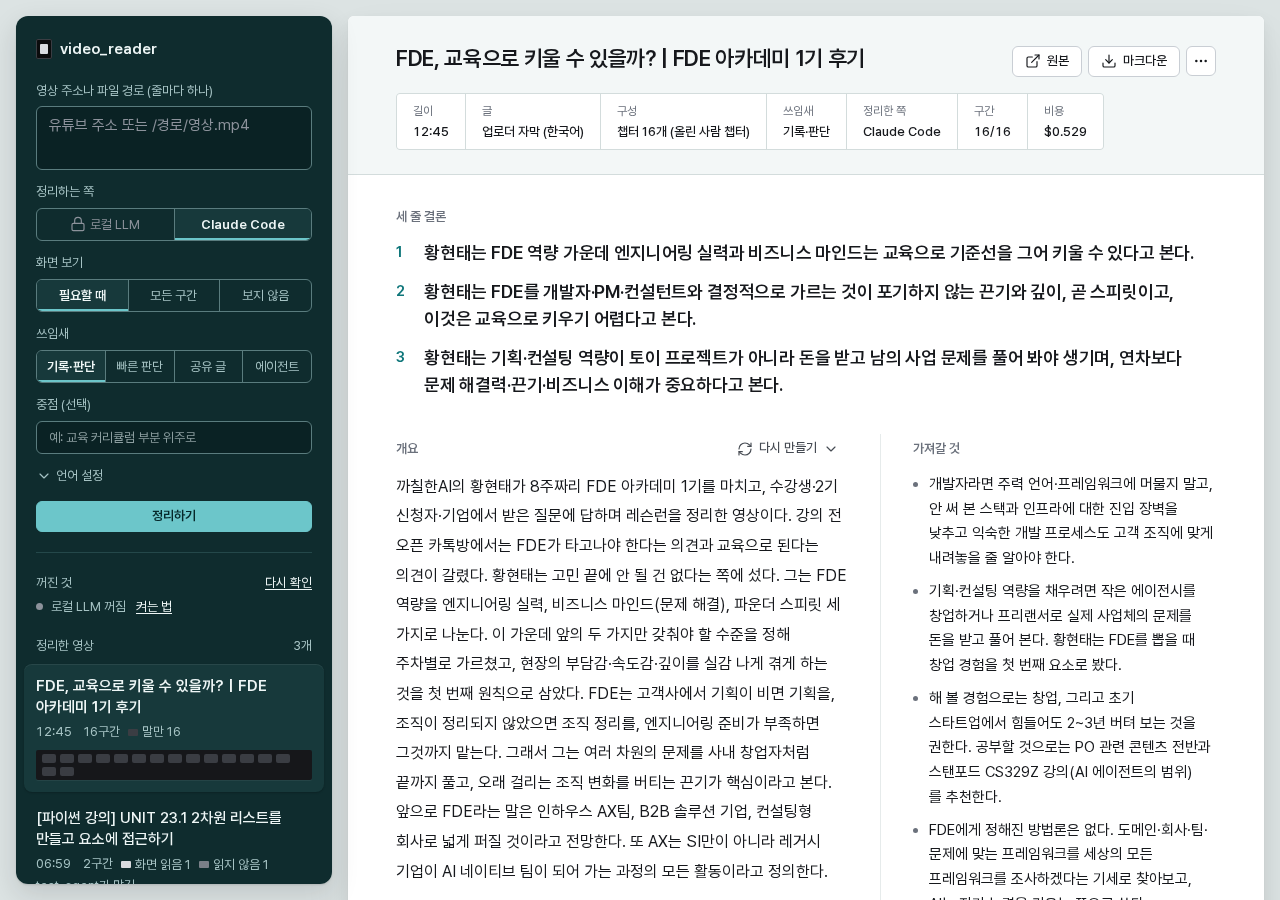 video_reader
영상 주소나 파일 경로 (줄마다 하나)
유튜브 주소 또는 /경로/영상.mp4
정리하는 쪽
로컬 LLM
Claude Code
화면 보기
필요할 때
모든 구간
보지 않음
쓰임새
기록·판단
빠른 판단
공유 글
에이전트
중점 (선택)
예: 교육 커리큘럼 부분 위주로
언어 설정
정리하기
꺼진 것
다시 확인
로컬 LLM 꺼짐 켜는 법
정리한 영상
3개
FDE, 교육으로 키울 수 있을까? | FDE
아카데미 1기 후기
12:45 16구간 말만 16
[파이썬 강의] UNIT 23.1 2차원 리스트를
만들고 요소에 접근하기
06:59 2구간 화면 읽음 1 읽지 않음 1
FDE, 교육으로 키울 수 있을까? | FDE 아카데미 1기 후기
원본
마크다운
길이
12:45
글
업로더 자막 (한국어)
구성
챕터 16개 (올린 사람 챕터)
쓰임새
기록·판단
정리한 쪽
Claude Code
구간
16/16
비용
$0.529
세 줄 결론
1 황현태는 FDE 역량 가운데 엔지니어링 실력과 비즈니스 마인드는 교육으로 기준선을 그어 키울 수 있다고 본다.
2 황현태는 FDE를 개발자·PM·컨설턴트와 결정적으로 가르는 것이 포기하지 않는 끈기와 깊이, 곧 스피릿이고,
이것은 교육으로 키우기 어렵다고 본다.
3 황현태는 기획·컨설팅 역량이 토이 프로젝트가 아니라 돈을 받고 남의 사업 문제를 풀어 봐야 생기며, 연차보다
문제 해결력·끈기·비즈니스 이해가 중요하다고 본다.
개요
다시 만들기
까칠한AI의 황현태가 8주짜리 FDE 아카데미 1기를 마치고, 수강생·2기
신청자·기업에서 받은 질문에 답하며 레슨런을 정리한 영상이다. 강의 전
오픈 카톡방에서는 FDE가 타고나야 한다는 의견과 교육으로 된다는
의견이 갈렸다. 황현태는 고민 끝에 안 될 건 없다는 쪽에 섰다. 그는 FDE
역량을 엔지니어링 실력, 비즈니스 마인드(문제 해결), 파운더 스피릿 세
가지로 나눈다. 이 가운데 앞의 두 가지만 갖춰야 할 수준을 정해
주차별로 가르쳤고, 현장의 부담감·속도감·깊이를 실감 나게 겪게 하는
것을 첫 번째 원칙으로 삼았다. FDE는 고객사에서 기획이 비면 기획을,
조직이 정리되지 않았으면 조직 정리를, 엔지니어링 준비가 부족하면
그것까지 맡는다. 그래서 그는 여러 차원의 문제를 사내 창업자처럼
끝까지 풀고, 오래 걸리는 조직 변화를 버티는 끈기가 핵심이라고 본다.
앞으로 FDE라는 말은 인하우스 AX팀, B2B 솔루션 기업, 컨설팅형
회사로 넓게 퍼질 것이라고 전망한다. 또 AX는 SI만이 아니라 레거시
기업이 AI 네이티브 팀이 되어 가는 과정의 모든 활동이라고 정의한다.
가져갈 것
개발자라면 주력 언어·프레임워크에 머물지 말고,
안 써 본 스택과 인프라에 대한 진입 장벽을
낮추고 익숙한 개발 프로세스도 고객 조직에 맞게
내려놓을 줄 알아야 한다.
기획·컨설팅 역량을 채우려면 작은 에이전시를
창업하거나 프리랜서로 실제 사업체의 문제를
돈을 받고 풀어 본다. 황현태는 FDE를 뽑을 때
창업 경험을 첫 번째 요소로 봤다.
해 볼 경험으로는 창업, 그리고 초기
스타트업에서 힘들어도 2~3년 버텨 보는 것을
권한다. 공부할 것으로는 PO 관련 콘텐츠 전반과
스탠포드 CS329Z 강의(AI 에이전트의 범위)
를 추천한다.
FDE에게 정해진 방법론은 없다. 도메인·회사·팀·
문제에 맞는 프레임워크를 세상의 모든
프레임워크를 조사하겠다는 기세로 찾아보고,